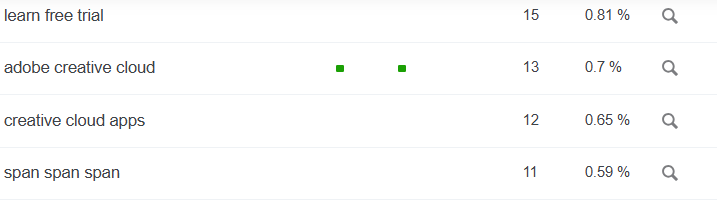 learn free trial 15 0.81 %
adobe creative cloud 13 0.7 %
creative cloud apps 12 0.65 %
span span span 11 0.59 %